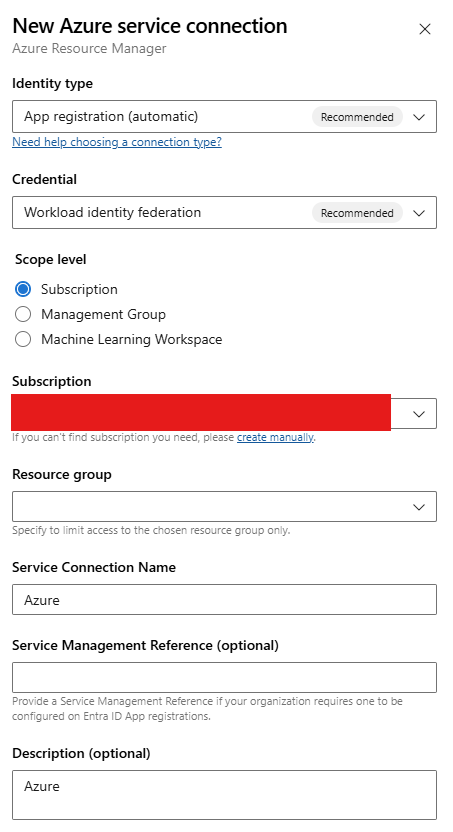 New Azure service connection
Azure Resource Manager
Identity type
App registration (automatic) Recommended
Need help choosing a connection type?
Credential
Workload identity federation Recommended
Scope level
Subscription
Management Group
Machine Learning Workspace
Subscription
If you can't find subscription you need, please create manually.
Resource group
Specify to limit access to the chosen resource group only.
Service Connection Name
Azure
Service Management Reference (optional)
Provide a Service Management Reference if your organization requires one to be
configured on Entra ID App registrations.
Description (optional)
Azure